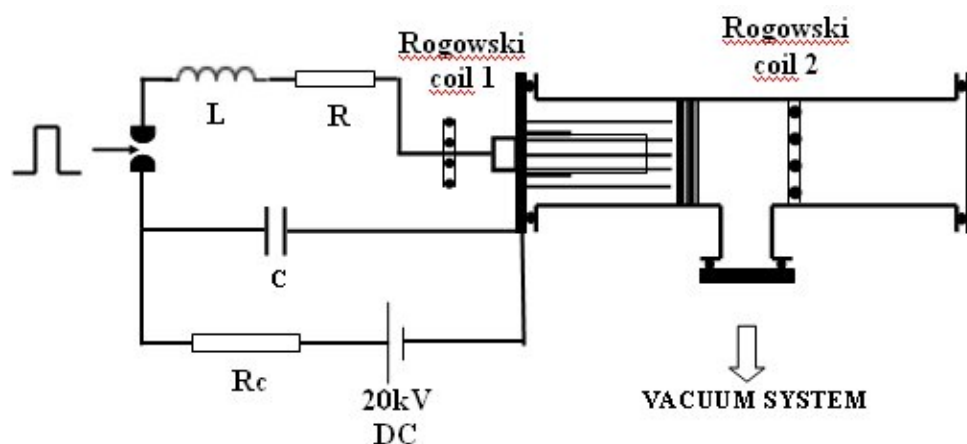 Rogowski
coil 1
Rogowski
coil 2
L
R
C
Rc
20kV
DC
VACUUM SYSTEM